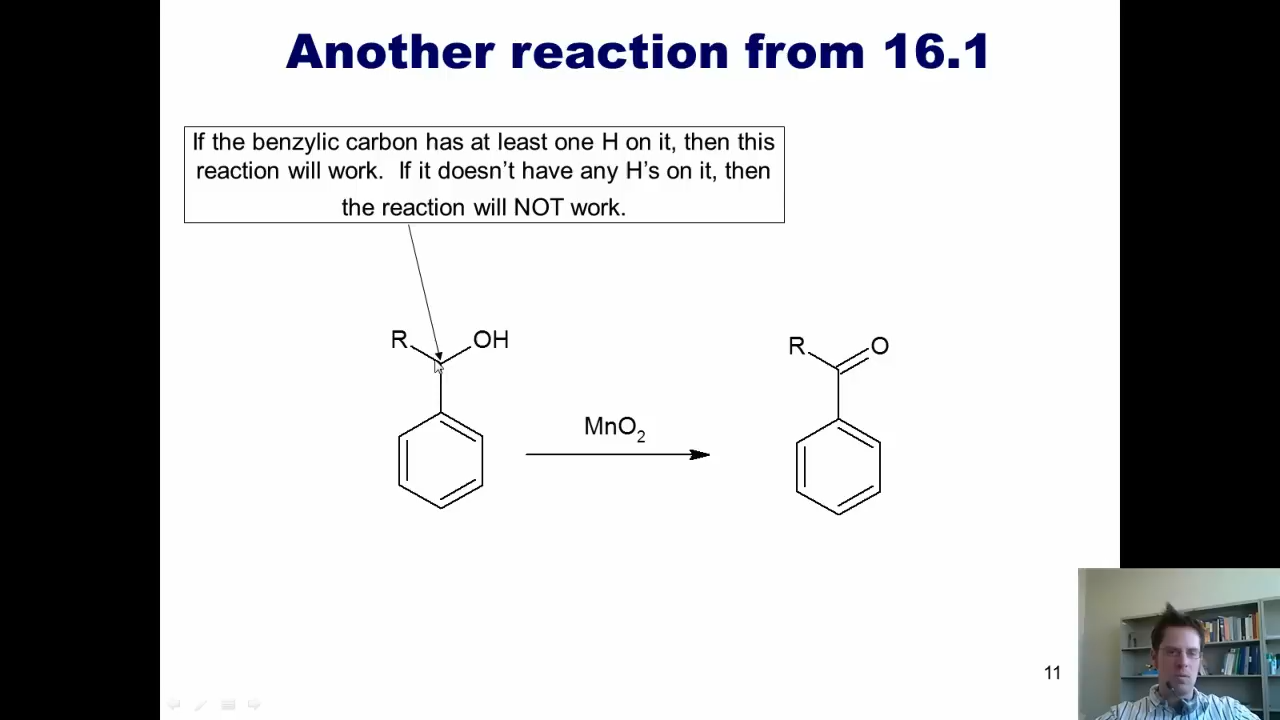 Another reaction from 16.1
If the benzylic carbon has at least one H on it, then this
reaction will work.  If it doesn’t have any H’s on it, then
the reaction will NOT work.
R OH
R O
MnO2
11